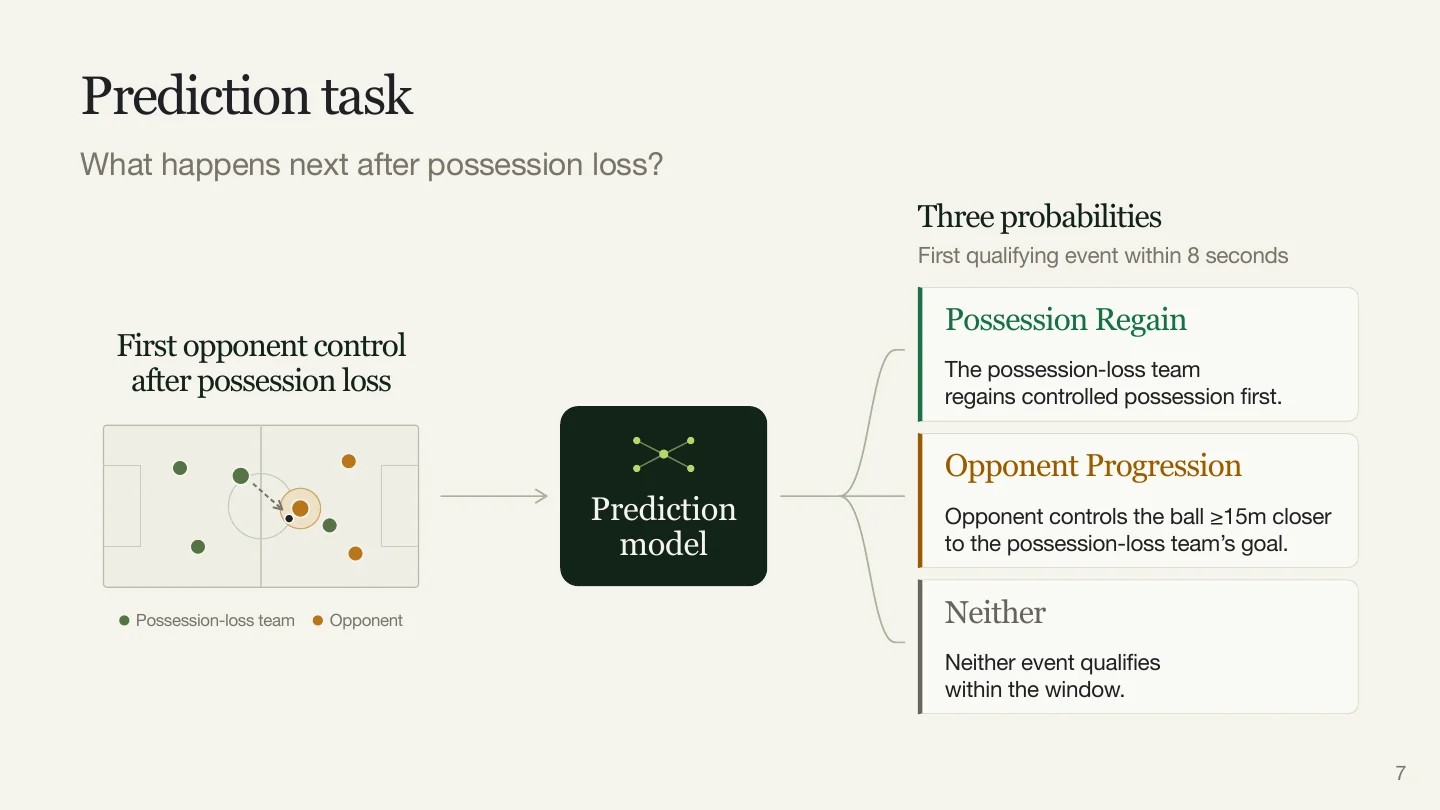 Prediction task
What happens next after possession loss?
First opponent control
after possession loss
Possession-loss team
Opponent
Prediction
model
Three probabilities
First qualifying event within 8 seconds
Possession Regain
The possession-loss team
regains controlled possession first.
Opponent Progression
Opponent controls the ball ≥15m closer
to the possession-loss team’s goal.
Neither
Neither event qualifies
within the window.
7